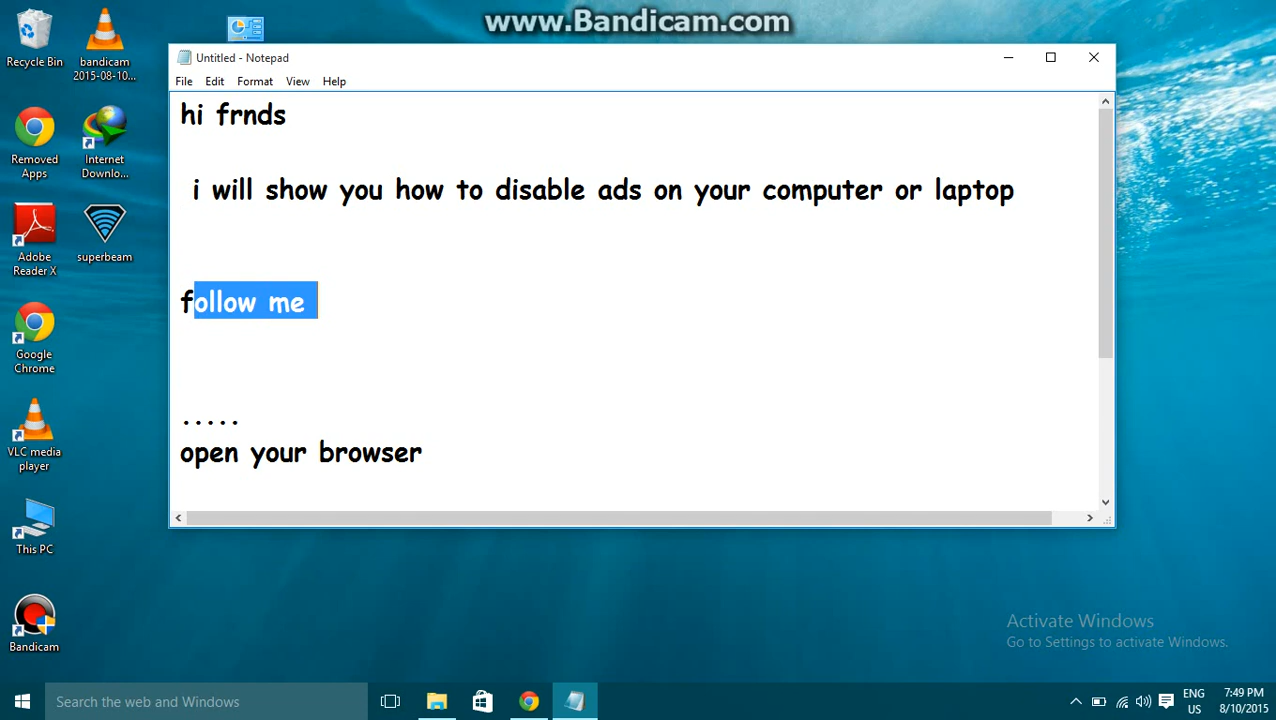 www.Bandicam.com
Recycle Bin
bandicam
2015-08-10...
Untitled - Notepad
File Edit Format View Help
hi frnds
i will show you how to disable ads on your computer or laptop
follow me
.....
open your browser
Removed
Apps
Internet
Downlo...
Adobe
Reader X
superbeam
Google
Chrome
VLC media
player
This PC
Bandicam
Activate Windows
Go to Settings to activate Windows.
Search the web and Windows
ENG
US
7:49 PM
8/10/2015